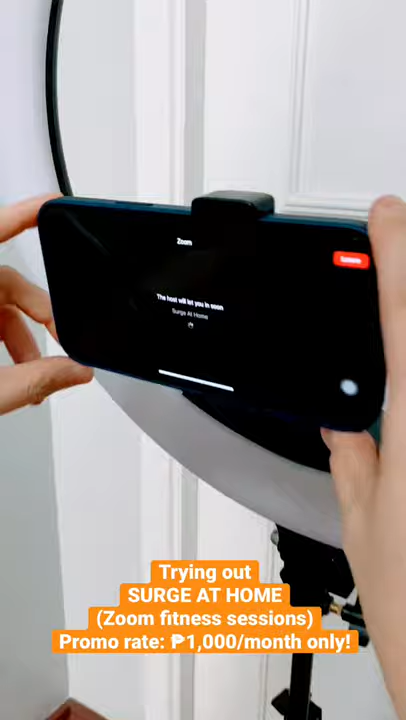 Zoom
Leave
The host will let you in soon
Surge At Home
Trying out
SURGE AT HOME
(Zoom fitness sessions)
Promo rate: ₱1,000/month only!